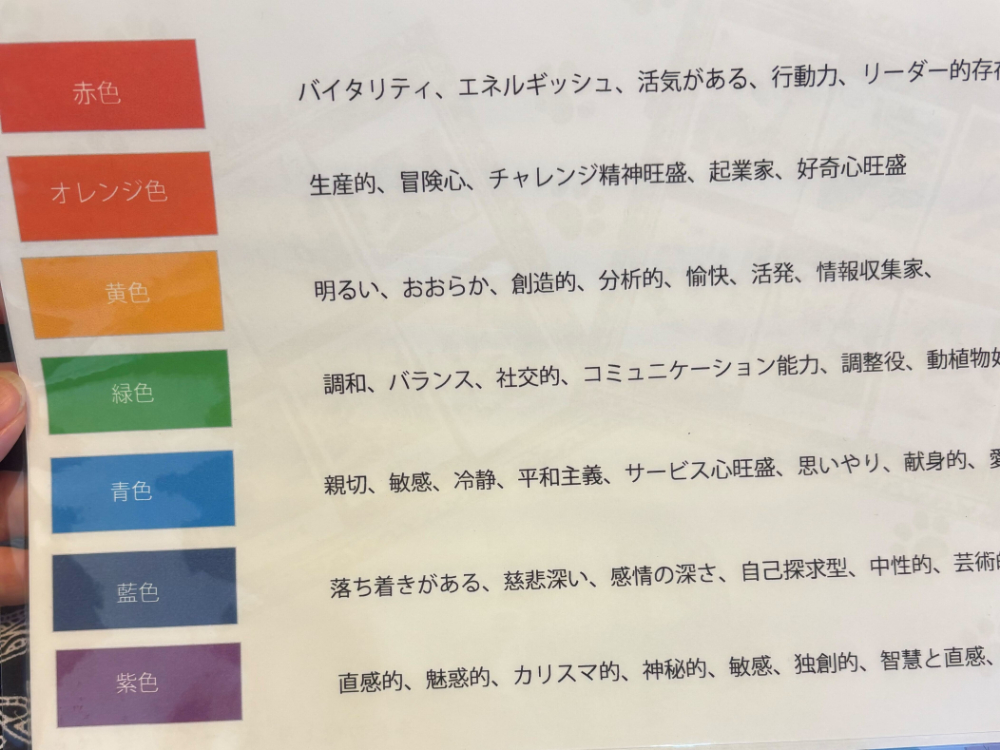 赤色 バイタリティ、エネルギッシュ、活気がある、行動力、リーダー的存在
オレンジ色 生産的、冒険心、チャレンジ精神旺盛、起業家、好奇心旺盛
黄色 明るい、おおらか、創造的、分析的、愉快、活発、情報収集家、
緑色 調和、バランス、社交的、コミュニケーション能力、調整役、動植物
青色 親切、敏感、冷静、平和主義、サービス心旺盛、思いやり、献身的、
藍色 落ち着きがある、慈悲深い、感情の深さ、自己探求型、中性的、芸術
紫色 直感的、魅惑的、カリスマ的、神秘的、敏感、独創的、智慧と直感、